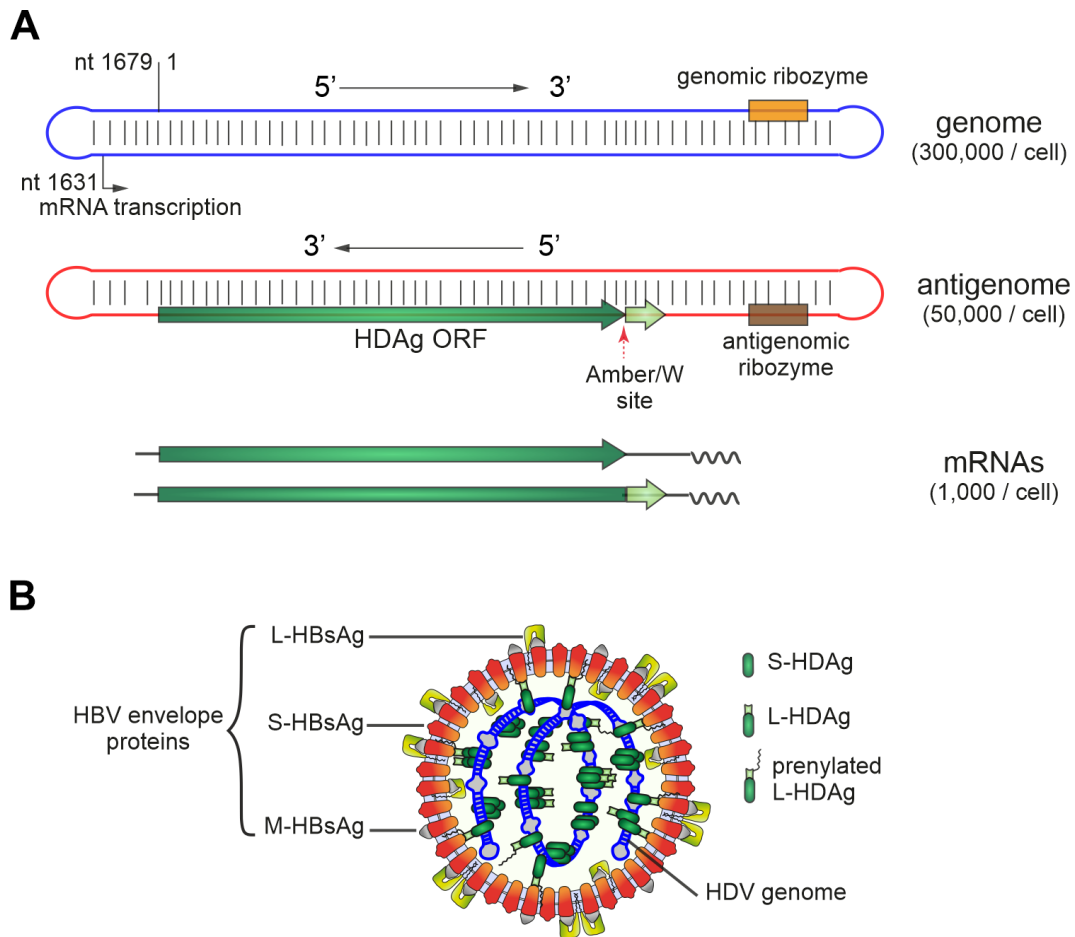 A
nt 1679 1
5’ 3’
genomic ribozyme
genome
(300,000 / cell)
nt 1631
mRNA transcription
3’ 5’
antigenome
(50,000 / cell)
HDAg ORF
antigenomic
ribozyme
Amber/W
site
mRNAs
(1,000 / cell)
B
L-HBsAg
S-HDAg
HBV envelope
proteins
S-HBsAg
L-HDAg
prenylated
L-HDAg
M-HBsAg
HDV genome